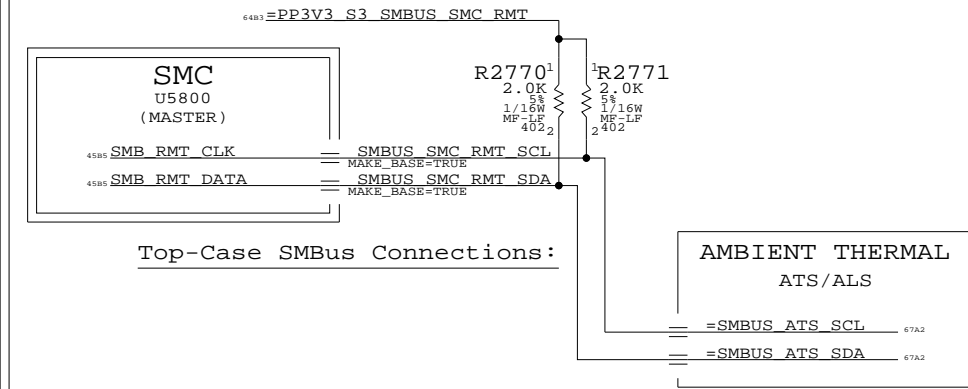 64B3 =PP3V3_S3_SMBUS_SMC_RMT
SMC
U5800
(MASTER)
R2770 1
2.0K
5%
1/16W
MF-LF
402 2
1 R2771
2.0K
5%
1/16W
MF-LF
2 402
45B5 SMB_RMT_CLK
SMBUS_SMC_RMT_SCL
MAKE_BASE=TRUE
45B5 SMB_RMT_DATA
SMBUS_SMC_RMT_SDA
MAKE_BASE=TRUE
Top-Case SMBus Connections:
AMBIENT THERMAL
ATS/ALS
=SMBUS_ATS_SCL 67A2
=SMBUS_ATS_SDA 67A2